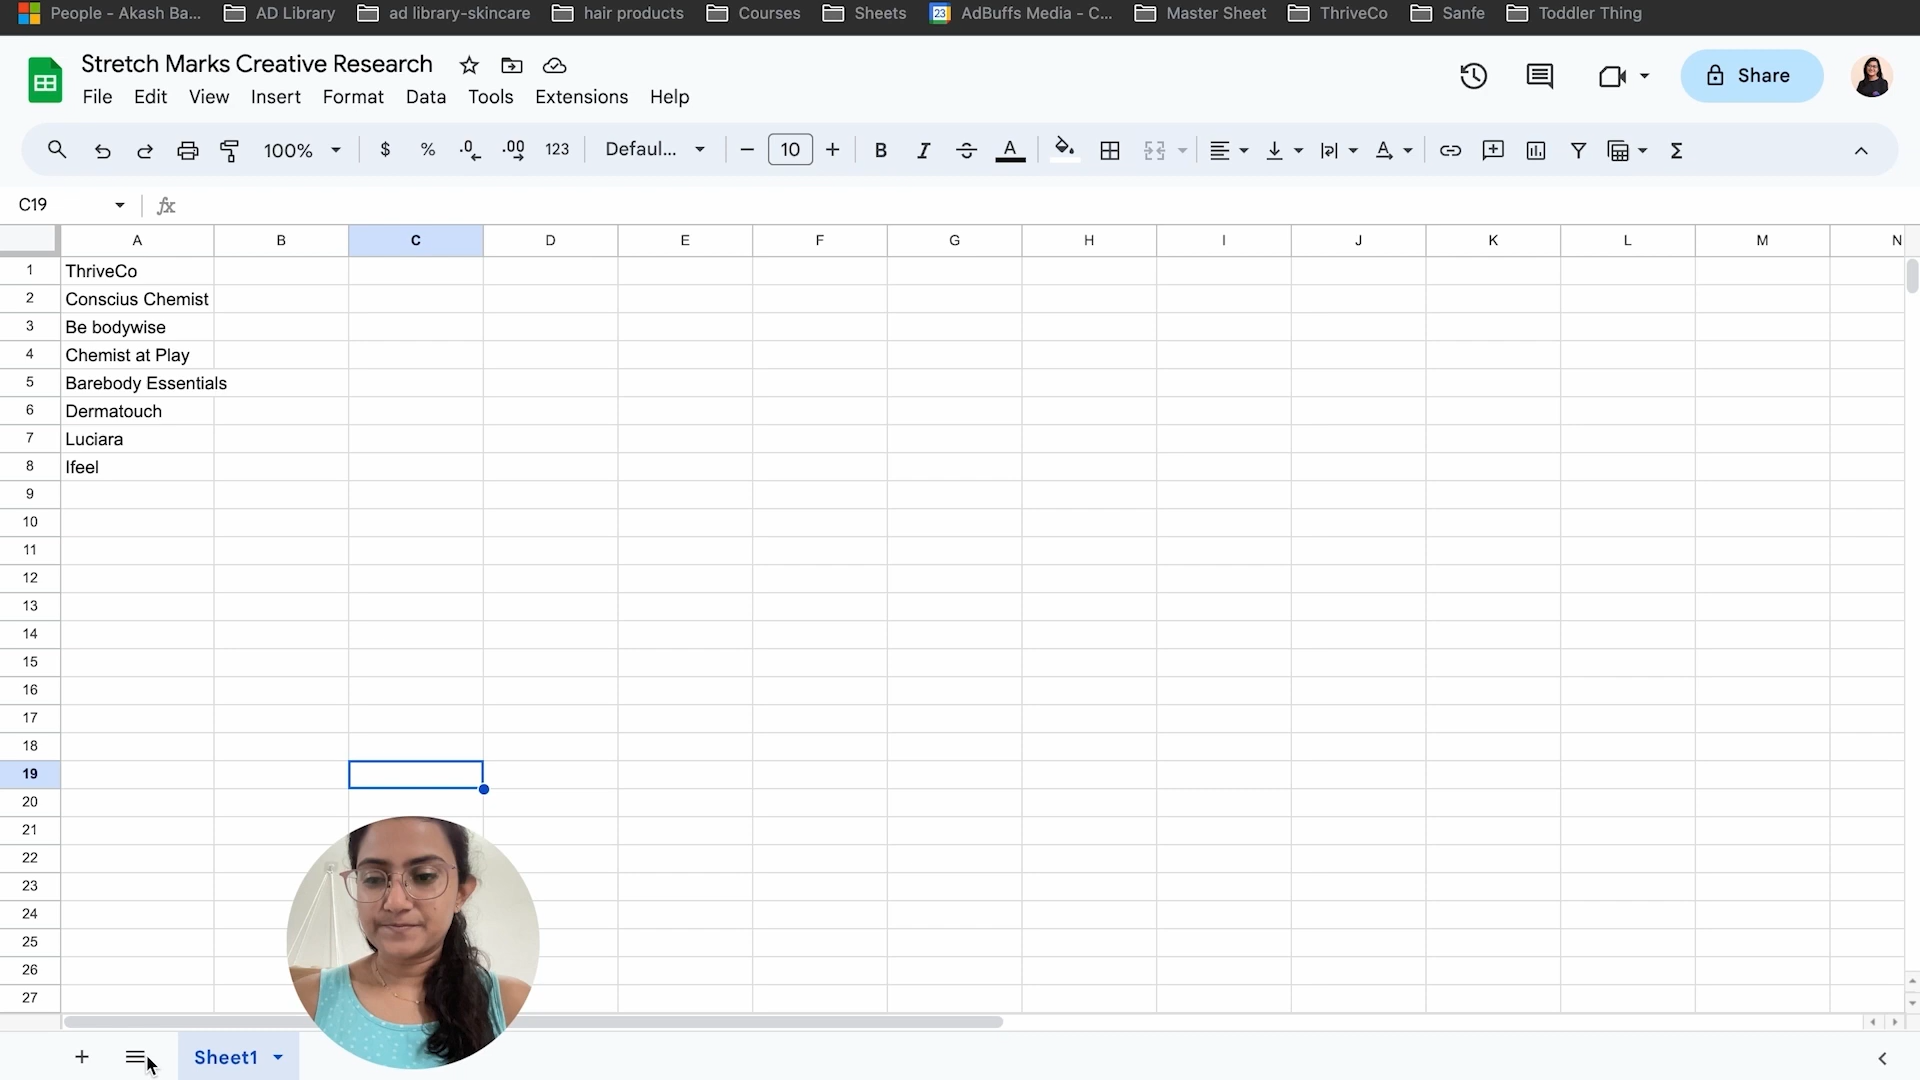 People - Akash Ba... AD Library ad library-skincare hair products Courses Sheets 23 AdBuffs Media - C... Master Sheet ThriveCo Sanfe Toddler Thing
Stretch Marks Creative Research
File Edit View Insert Format Data Tools Extensions Help
Share
100% $ % .0 .00 123 Defaul... 10 B I A A Σ
C19 fx
A B C D E F G H I J K L M N
1 ThriveCo
2 Conscius Chemist
3 Be bodywise
4 Chemist at Play
5 Barebody Essentials
6 Dermatouch
7 Luciara
8 Ifeel
9
10
11
12
13
14
15
16
17
18
19
20
21
22
23
24
25
26
27
Sheet1